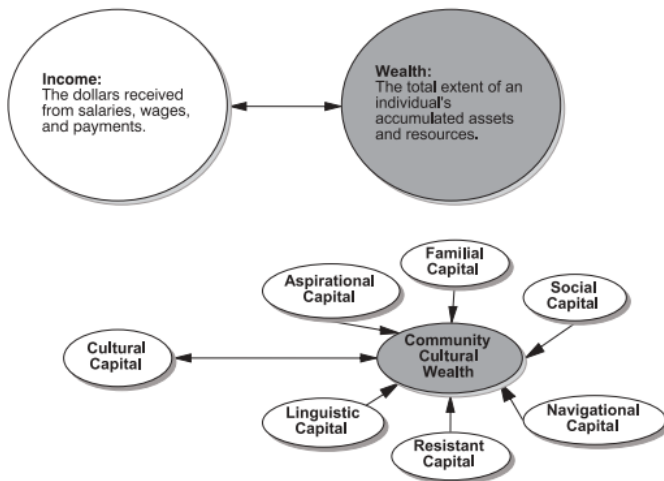 Income:
The dollars received
from salaries, wages,
and payments.
Wealth:
The total extent of an
individual's
accumulated assets
and resources.
Familial
Capital
Aspirational
Capital
Social
Capital
Cultural
Capital
Community
Cultural
Wealth
Linguistic
Capital
Resistant
Capital
Navigational
Capital